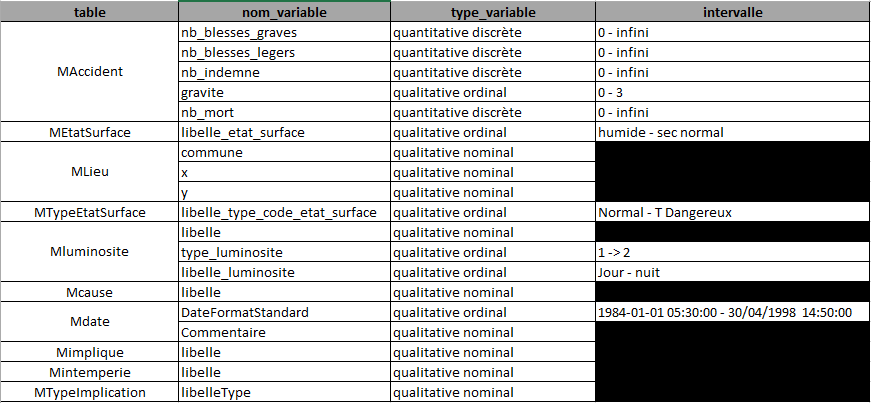 table nom_variable type_variable intervalle
nb_blesses_graves quantitative discrète 0 - infini
nb_blesses_legers quantitative discrète 0 - infini
MAccident nb_indemne quantitative discrète 0 - infini
gravite qualitative ordinal 0 - 3
nb_mort quantitative discrète 0 - infini
MEtatSurface libelle_etat_surface qualitative ordinal humide - sec normal
commune qualitative nominal
MLieu x qualitative nominal
y qualitative nominal
MTypeEtatSurface libelle_type_code_etat_surface qualitative ordinal Normal - T Dangereux
libelle qualitative nominal
Mluminosite type_luminosite qualitative ordinal 1 -> 2
libelle_luminosite qualitative ordinal Jour - nuit
Mcause libelle qualitative nominal
Mdate DateFormatStandard qualitative ordinal 1984-01-01 05:30:00 - 30/04/1998 14:50:00
Commentaire qualitative nominal
Mimplique libelle qualitative nominal
Mintemperie libelle qualitative nominal
MTypeImplication libelleType qualitative nominal